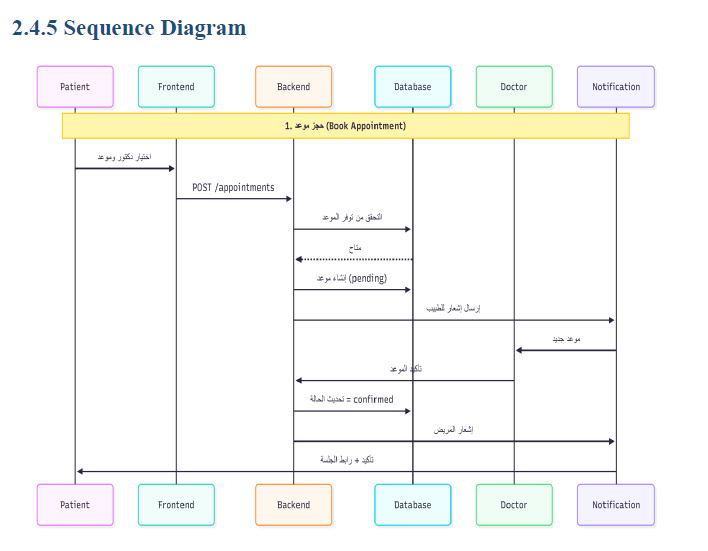 2.4.5 Sequence Diagram
Patient Frontend Backend Database Doctor Notification
1. حجز موعد (Book Appointment)
اختيار دكتور وموعد
POST /appointments
التحقق من توفر الموعد
متاح
إنشاء موعد (pending)
إرسال إشعار للطبيب
موعد جديد
تأكيد الموعد
تحديث الحالة = confirmed
إشعار المريض
تأكيد + رابط الجلسة
Patient Frontend Backend Database Doctor Notification